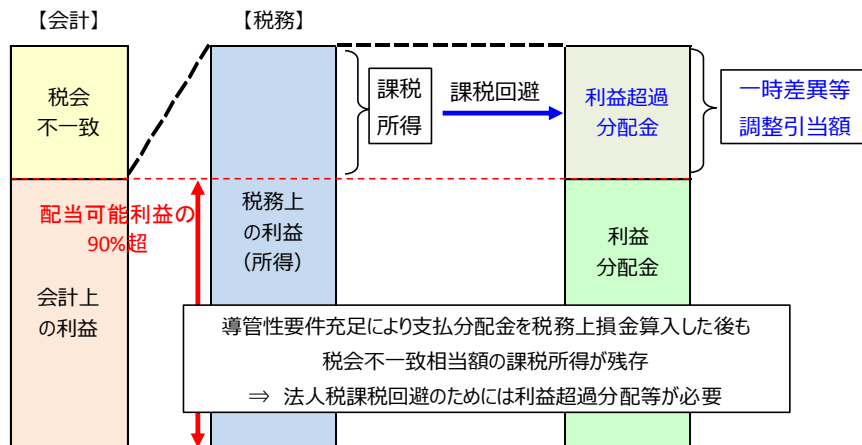 【会計】
【税務】
税会
不一致
課税
所得
課税回避
利益超過
分配金
一時差異等
調整引当額
配当可能利益の
90%超
税務上
の利益
（所得）
利益
分配金
会計上
の利益
導管性要件充足により支払分配金を税務上損金算入した後も
税会不一致相当額の課税所得が残存
⇒ 法人税課税回避のためには利益超過分配等が必要